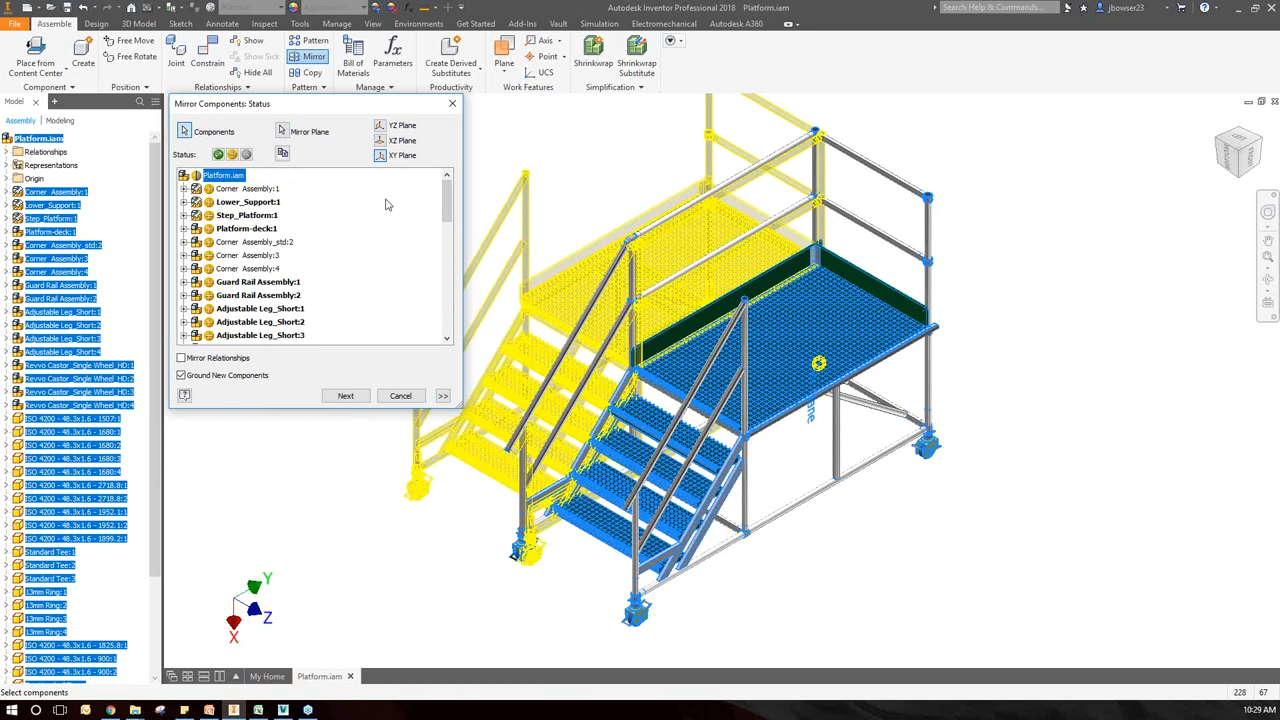 Autodesk Inventor Professional 2018 Platform.iam
Search Help & Commands...
jbowser23
File
Assemble
Design
3D Model
Sketch
Annotate
Inspect
Tools
Manage
View
Environments
Get Started
Add-Ins
Vault
Simulation
Electromechanical
Autodesk A360
Place from
Content Center
Create
Free Move
Free Rotate
Joint
Constrain
Show
Show Sick
Hide All
Pattern
Mirror
Copy
Bill of
Materials
Parameters
Create Derived
Substitutes
Plane
Axis
Point
UCS
Shrinkwrap
Shrinkwrap
Substitute
Component
Position
Relationships
Pattern
Manage
Productivity
Work Features
Simplification
Model
Assembly
Modeling
Platform.iam
Relationships
Representations
Origin
Corner Assembly:1
Lower_Support:1
Step_Platform:1
Platform-deck:1
Corner Assembly_std:2
Corner Assembly:3
Corner Assembly:4
Guard Rail Assembly:1
Guard Rail Assembly:2
Adjustable Leg_Short:1
Adjustable Leg_Short:2
Adjustable Leg_Short:3
Adjustable Leg_Short:4
Revvo Castor_Single Wheel_HD:1
Revvo Castor_Single Wheel_HD:2
Revvo Castor_Single Wheel_HD:3
Revvo Castor_Single Wheel_HD:4
ISO 4200 - 48.3x1.6 - 1507:1
ISO 4200 - 48.3x1.6 - 1680:1
ISO 4200 - 48.3x1.6 - 1680:2
ISO 4200 - 48.3x1.6 - 1680:3
ISO 4200 - 48.3x1.6 - 1680:4
ISO 4200 - 48.3x1.6 - 2718.8:1
ISO 4200 - 48.3x1.6 - 2718.8:2
ISO 4200 - 48.3x1.6 - 1952.1:1
ISO 4200 - 48.3x1.6 - 1952.1:2
ISO 4200 - 48.3x1.6 - 1899.2:1
Standard Tee:1
Standard Tee:2
Standard Tee:3
13mm Ring:1
13mm Ring:2
13mm Ring:3
13mm Ring:4
ISO 4200 - 48.3x1.6 - 1825.8:1
ISO 4200 - 48.3x1.6 - 900:1
ISO 4200 - 48.3x1.6 - 900:2
Mirror Components: Status
Components
Mirror Plane
YZ Plane
XZ Plane
XY Plane
Status:
Platform.iam
Corner Assembly:1
Lower_Support:1
Step_Platform:1
Platform-deck:1
Corner Assembly_std:2
Corner Assembly:3
Corner Assembly:4
Guard Rail Assembly:1
Guard Rail Assembly:2
Adjustable Leg_Short:1
Adjustable Leg_Short:2
Adjustable Leg_Short:3
Mirror Relationships
Ground New Components
Next
Cancel
>>
LEFT
Y
Z
X
My Home
Platform.iam
Select components
228
67
10:29 AM